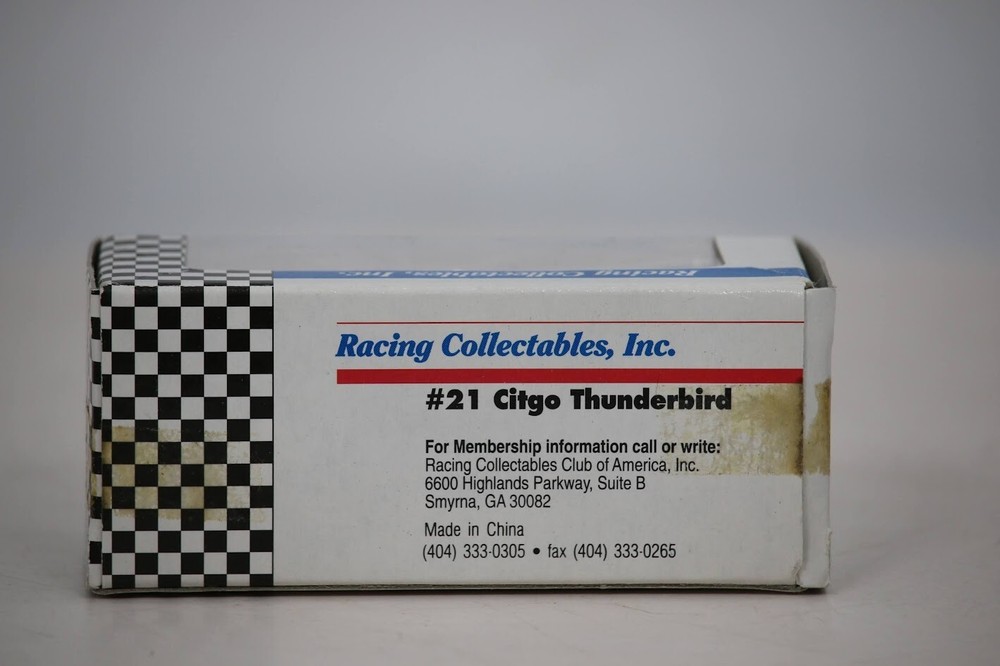 Racing Collectables, Inc.
Racing Collectables, Inc.
#21 Citgo Thunderbird
For Membership information call or write:
Racing Collectables Club of America, Inc.
6600 Highlands Parkway, Suite B
Smyrna, GA 30082
Made in China
(404) 333-0305 • fax (404) 333-0265